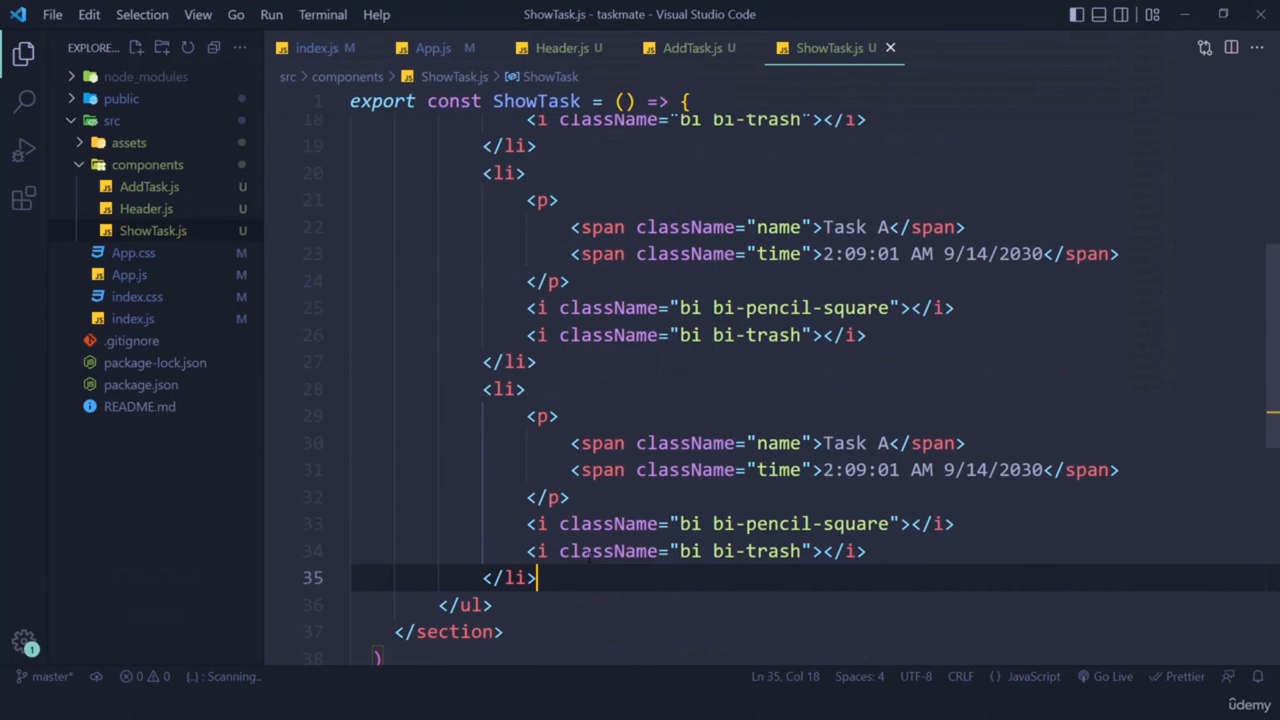 File Edit Selection View Go Run Terminal Help ShowTask.js - taskmate - Visual Studio Code
EXPLORE... index.js M App.js M Header.js U AddTask.js U ShowTask.js U
src > components > ShowTask.js > ShowTask
node_modules
public
src
assets
components
AddTask.js U
Header.js U
ShowTask.js U
App.css M
App.js M
index.css M
index.js M
.gitignore
package-lock.json
package.json
README.md
1 export const ShowTask = () => {
18 <i className="bi bi-trash"></i>
19 </li>
20 <li>
21 <p>
22 <span className="name">Task A</span>
23 <span className="time">2:09:01 AM 9/14/2030</span>
24 </p>
25 <i className="bi bi-pencil-square"></i>
26 <i className="bi bi-trash"></i>
27 </li>
28 <li>
29 <p>
30 <span className="name">Task A</span>
31 <span className="time">2:09:01 AM 9/14/2030</span>
32 </p>
33 <i className="bi bi-pencil-square"></i>
34 <i className="bi bi-trash"></i>
35 </li>
36 </ul>
37 </section>
38 )
1
master* 0 0 {..} : Scanning.. Ln 35, Col 18 Spaces: 4 UTF-8 CRLF {} JavaScript Go Live Prettier
ûdemy